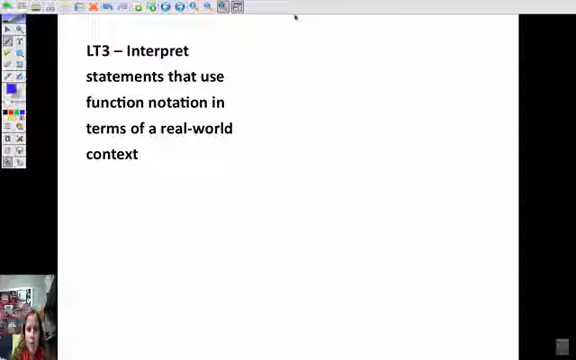 LT3 – Interpret
statements that use
function notation in
terms of a real-world
context